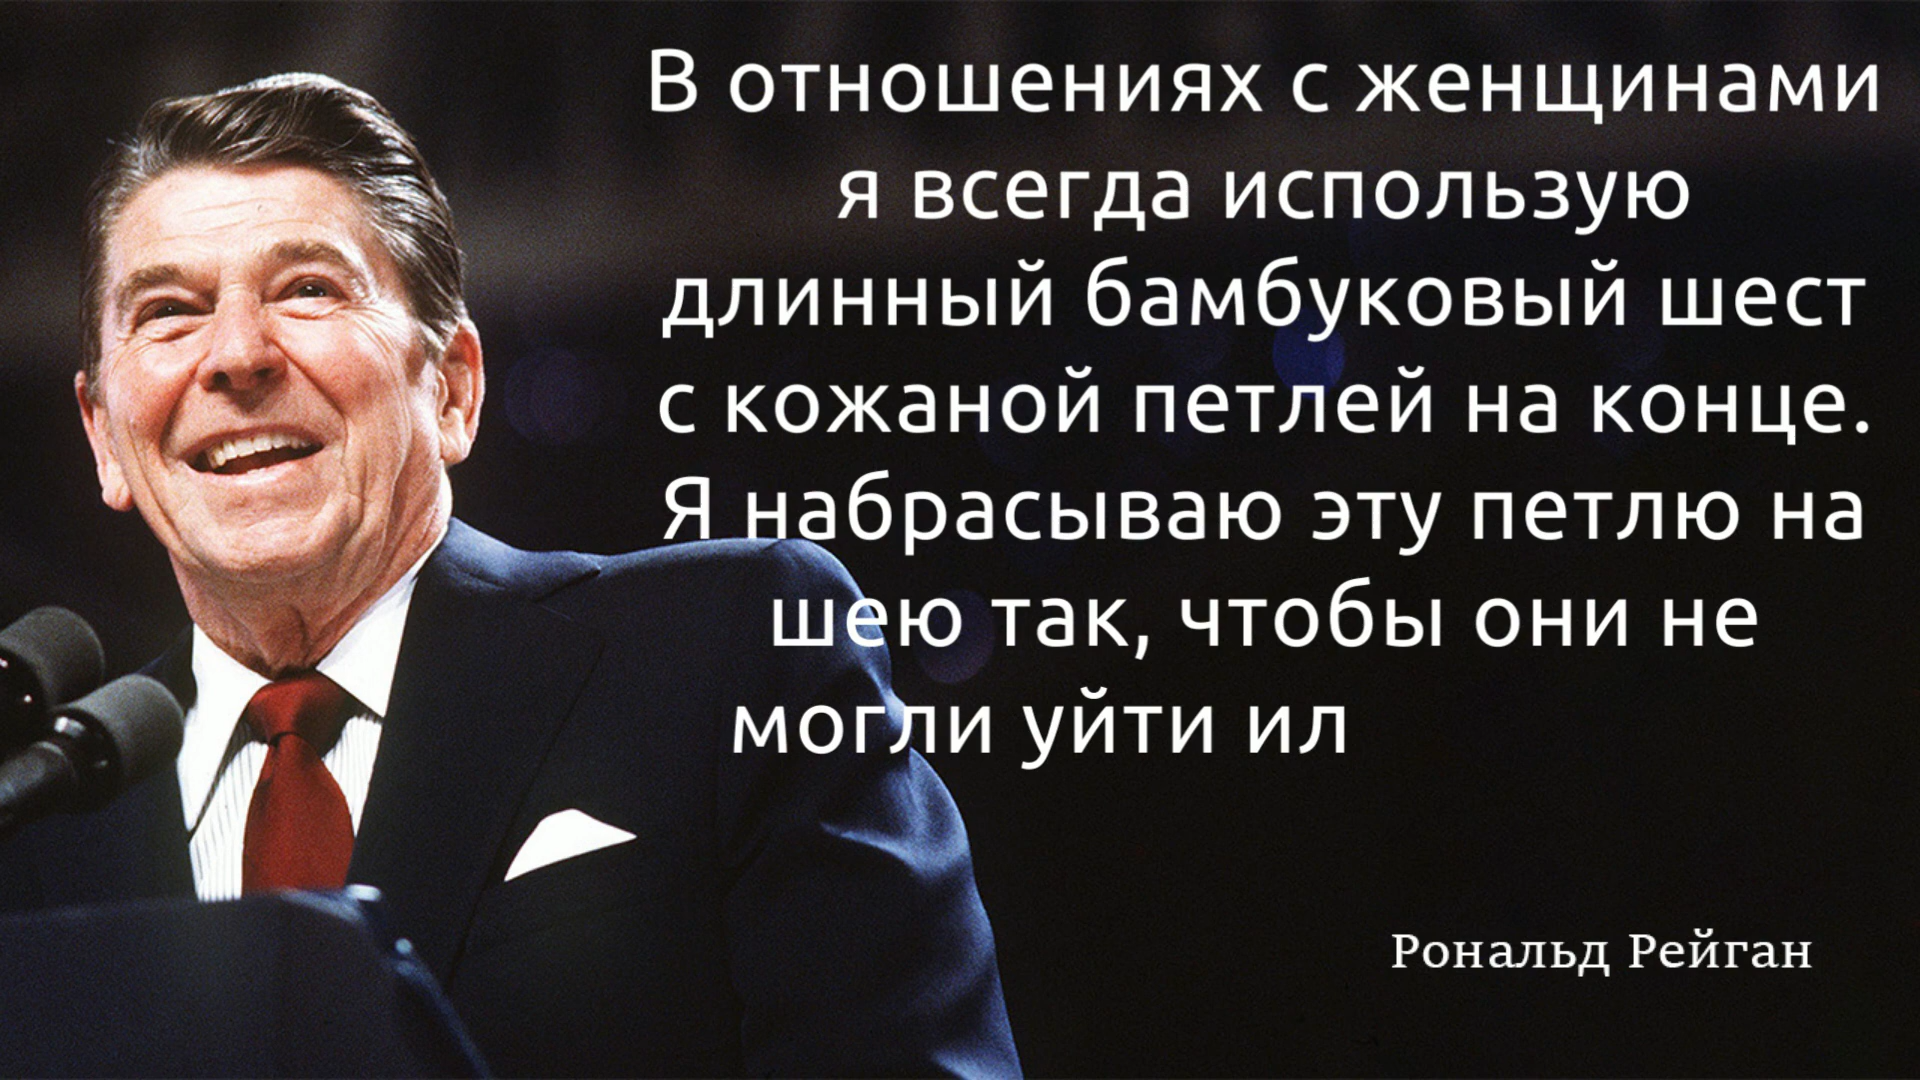 В отношениях с женщинами
я всегда использую
длинный бамбуковый шест
с кожаной петлей на конце.
Я набрасываю эту петлю на
шею так, чтобы они не
могли уйти ил
Рональд Рейган